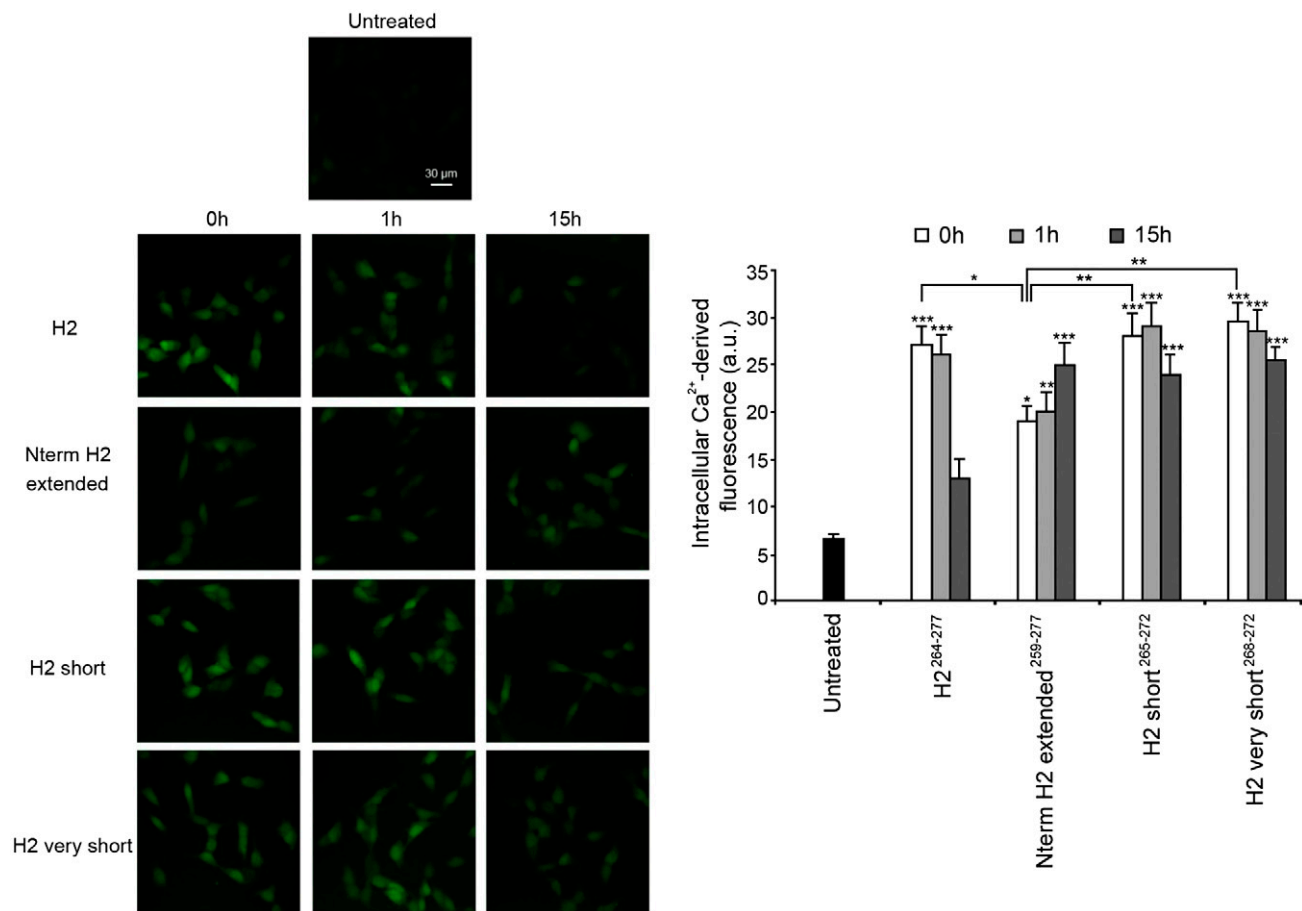 Untreated
30 µm
0h 1h 15h
H2
Nterm H2
extended
H2 short
H2 very short
0h 1h 15h
Intracellular Ca²⁺-derived
fluorescence (a.u.)
35
30
25
20
15
10
5
0
*
**
**
***
***
*
**
***
***
***
***
***
***
***
Untreated
H2²⁶⁴⁻²⁷⁷
Nterm H2 extended²⁵⁹⁻²⁷⁷
H2 short²⁶⁵⁻²⁷²
H2 very short²⁶⁸⁻²⁷²